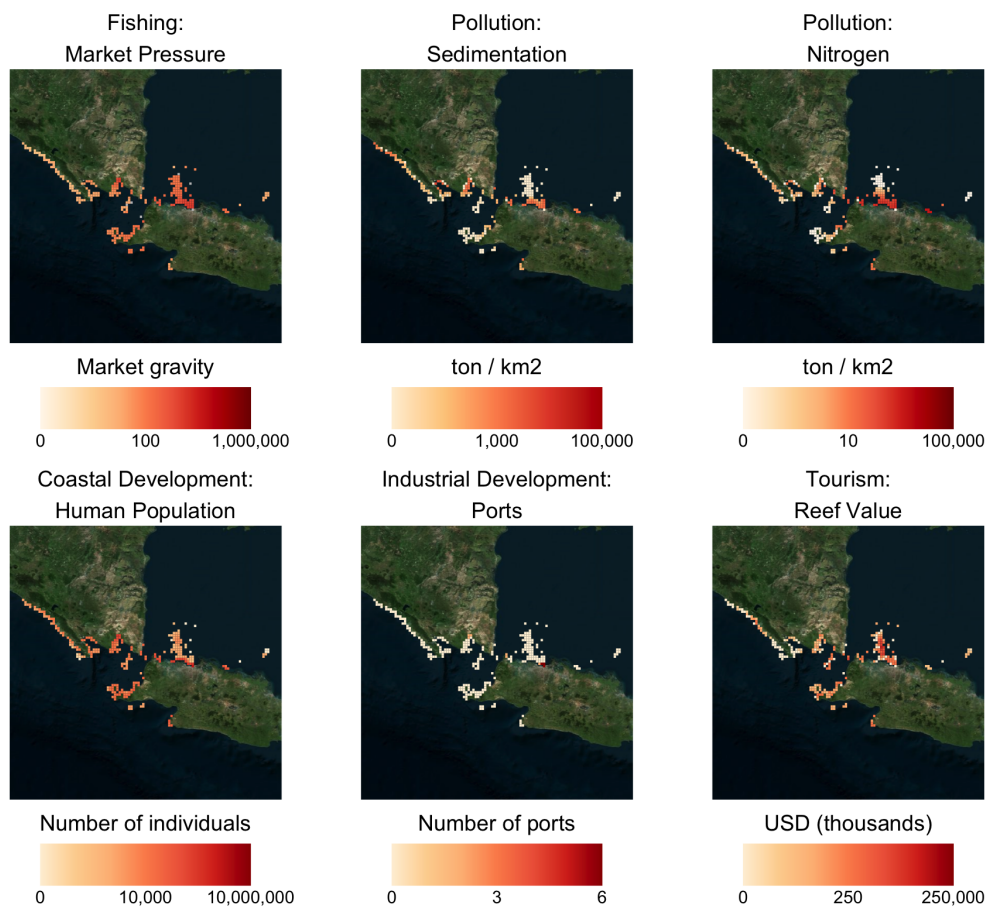 Fishing:
Market Pressure
Pollution:
Sedimentation
Pollution:
Nitrogen
Market gravity
0 100 1,000,000
ton / km2
0 1,000 100,000
ton / km2
0 10 100,000
Coastal Development:
Human Population
Industrial Development:
Ports
Tourism:
Reef Value
Number of individuals
0 10,000 10,000,000
Number of ports
0 3 6
USD (thousands)
0 250 250,000